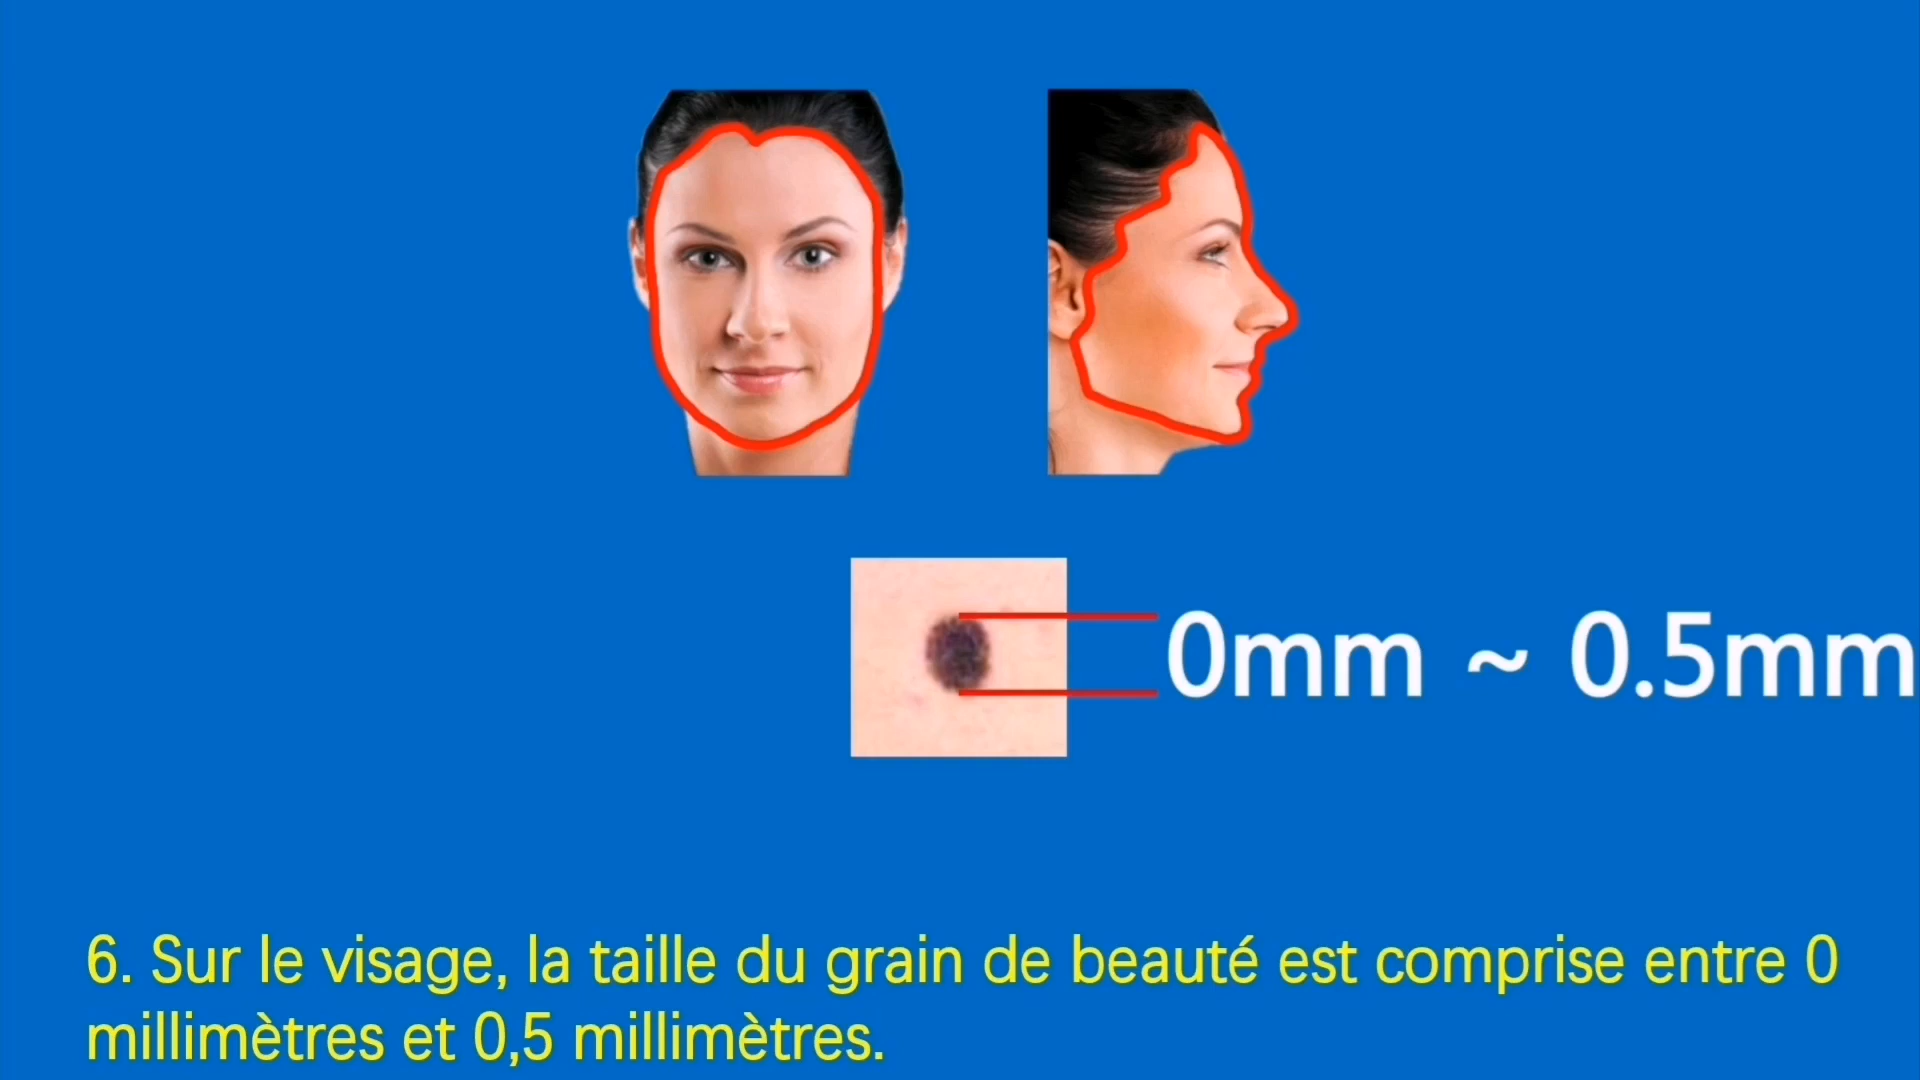 0mm ~ 0.5mm
6. Sur le visage, la taille du grain de beauté est comprise entre 0
millimètres et 0,5 millimètres.